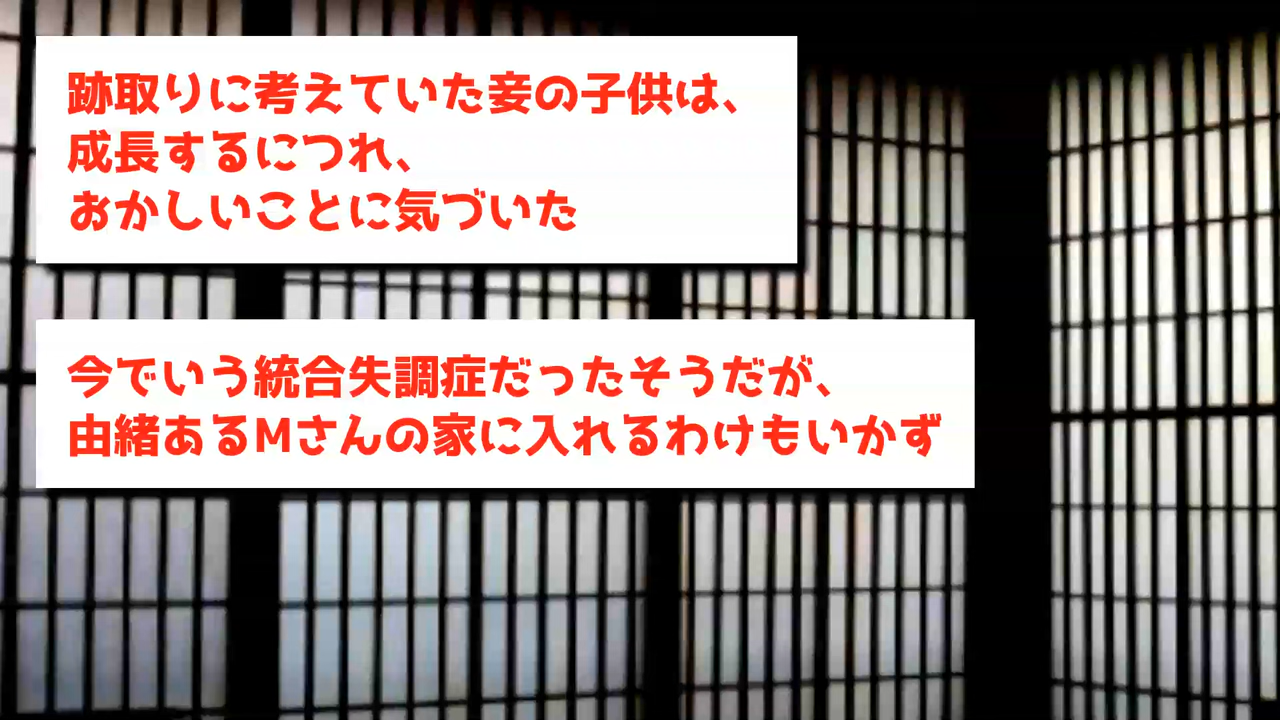 跡取りに考えていた妾の子供は、
成長するにつれ、
おかしいことに気づいた
今でいう統合失調症だったそうだが、
由緒あるMさんの家に入れるわけもいかず